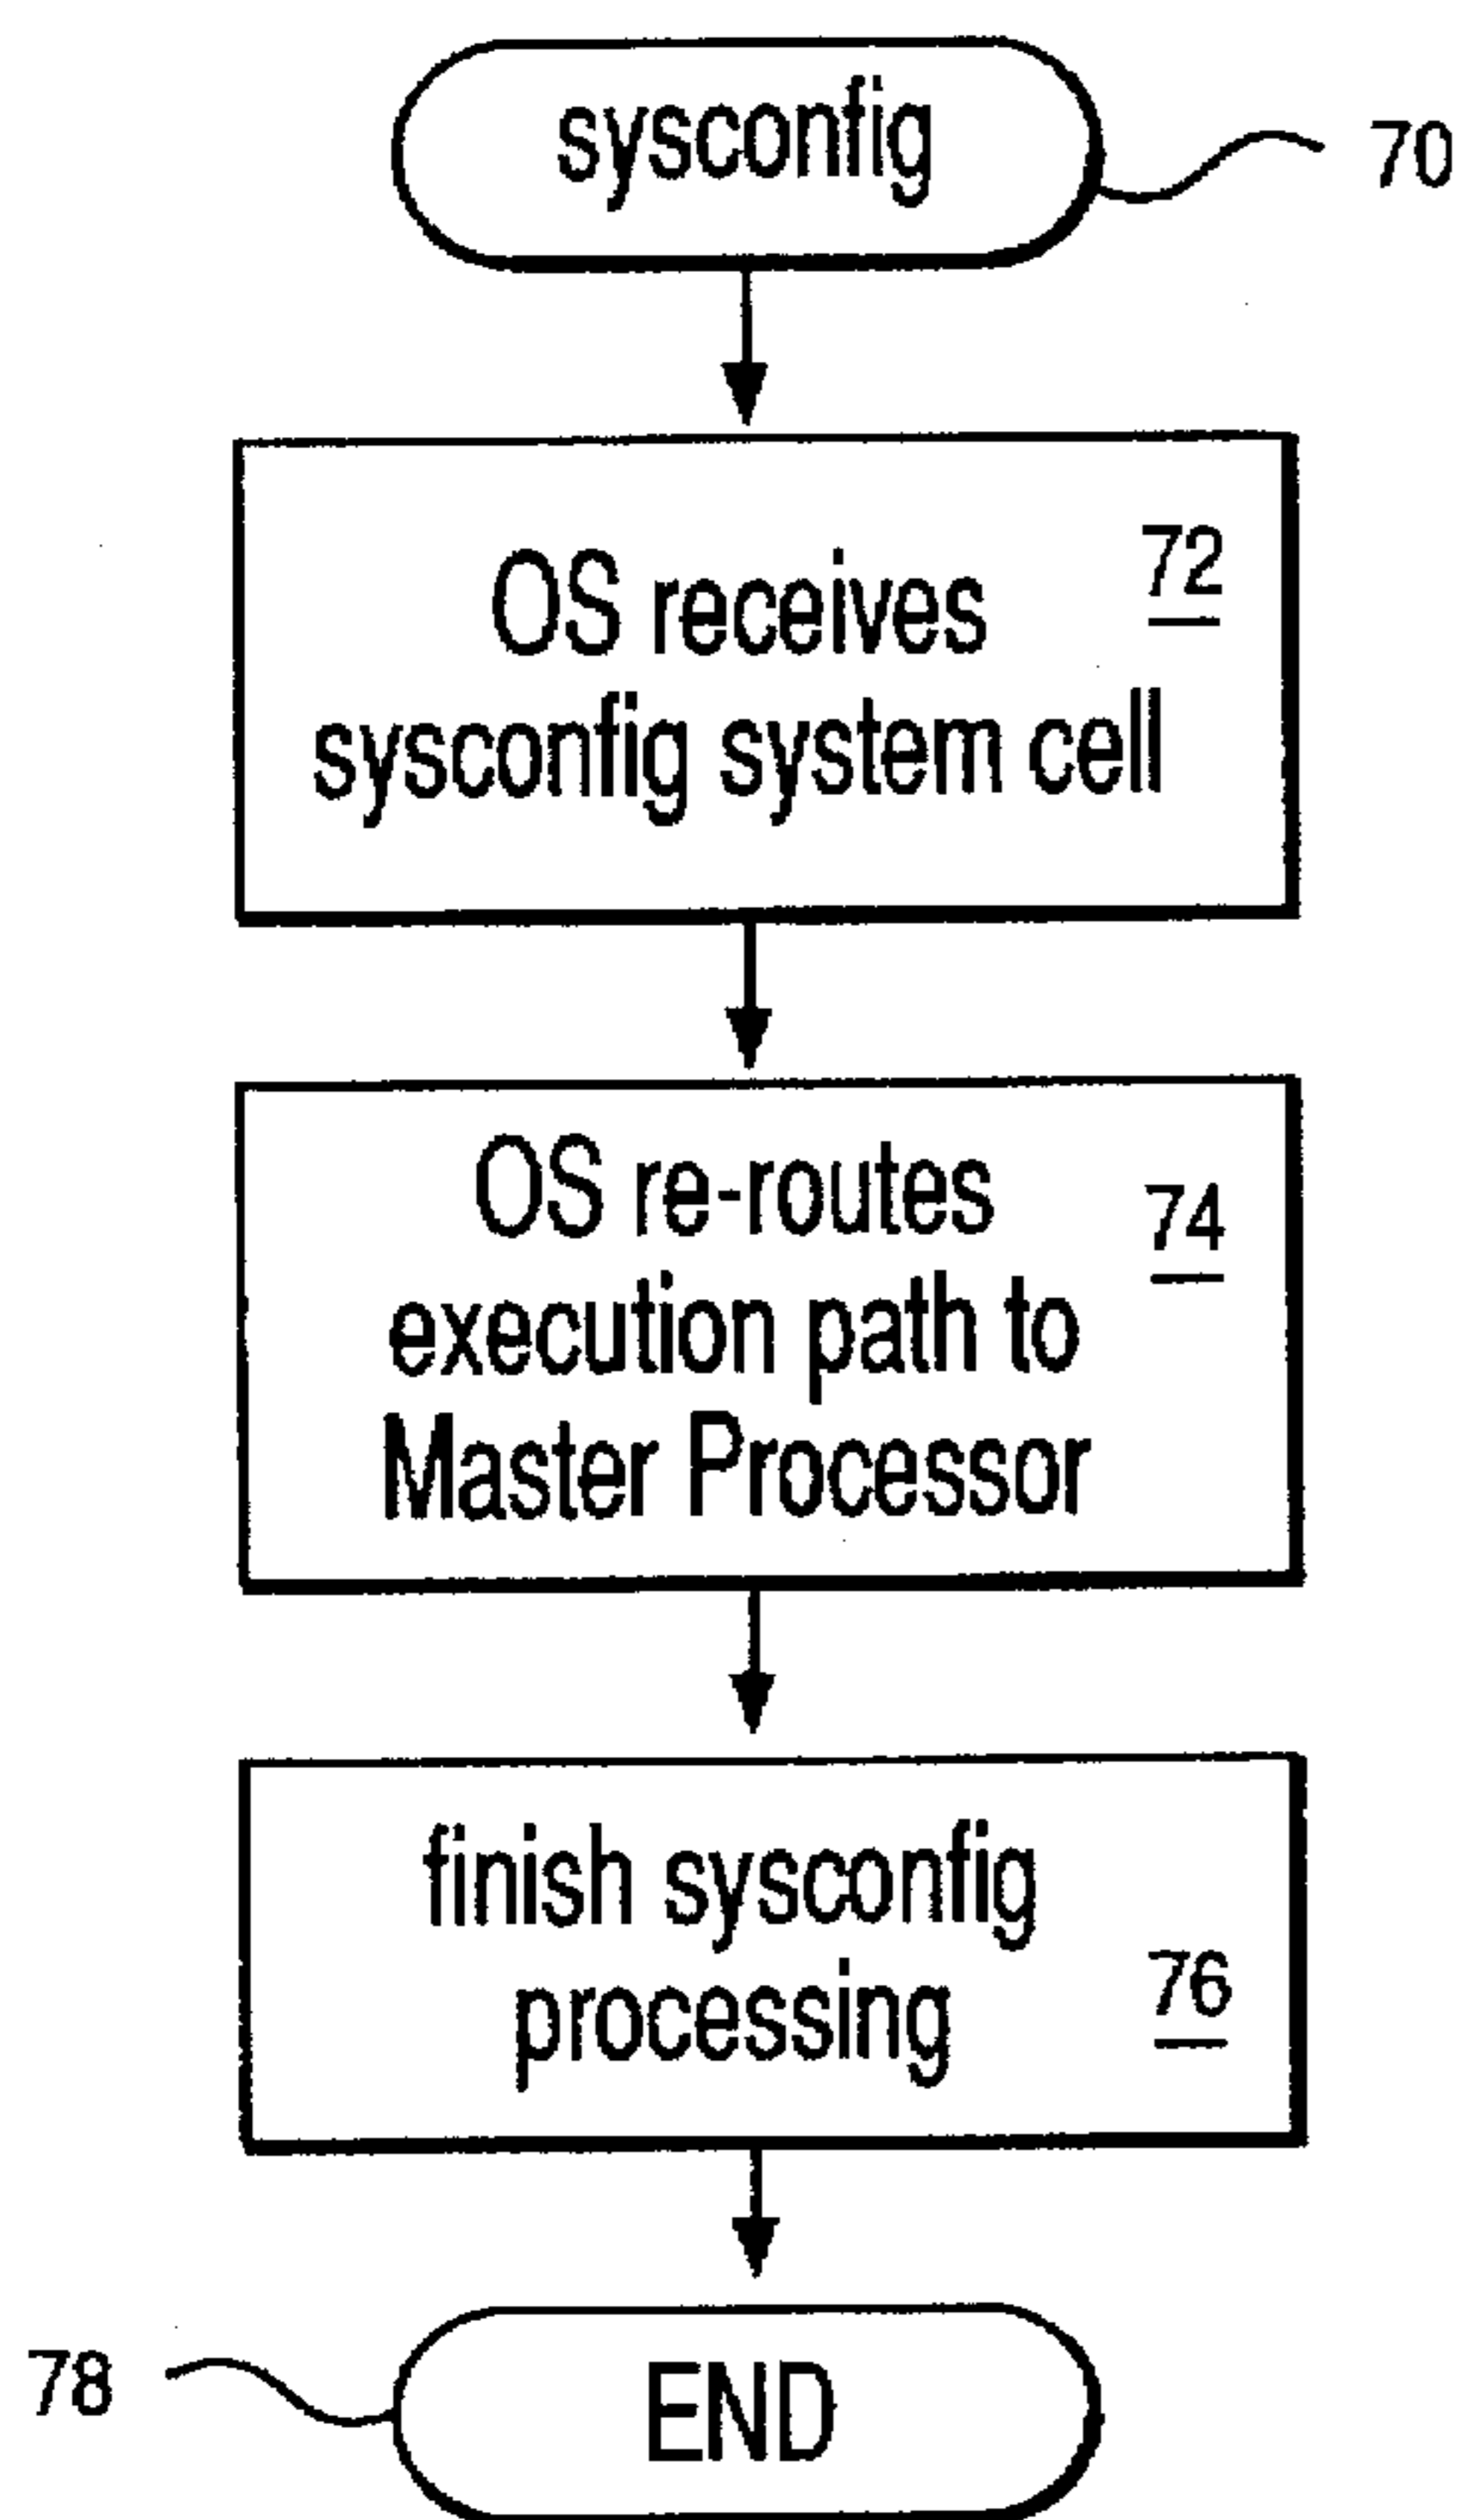 sysconfig
70
OS receives
72
sysconfig system cell
OS re-routes
74
execution path to
Master Processor
finish sysconfig
processing
76
78
END